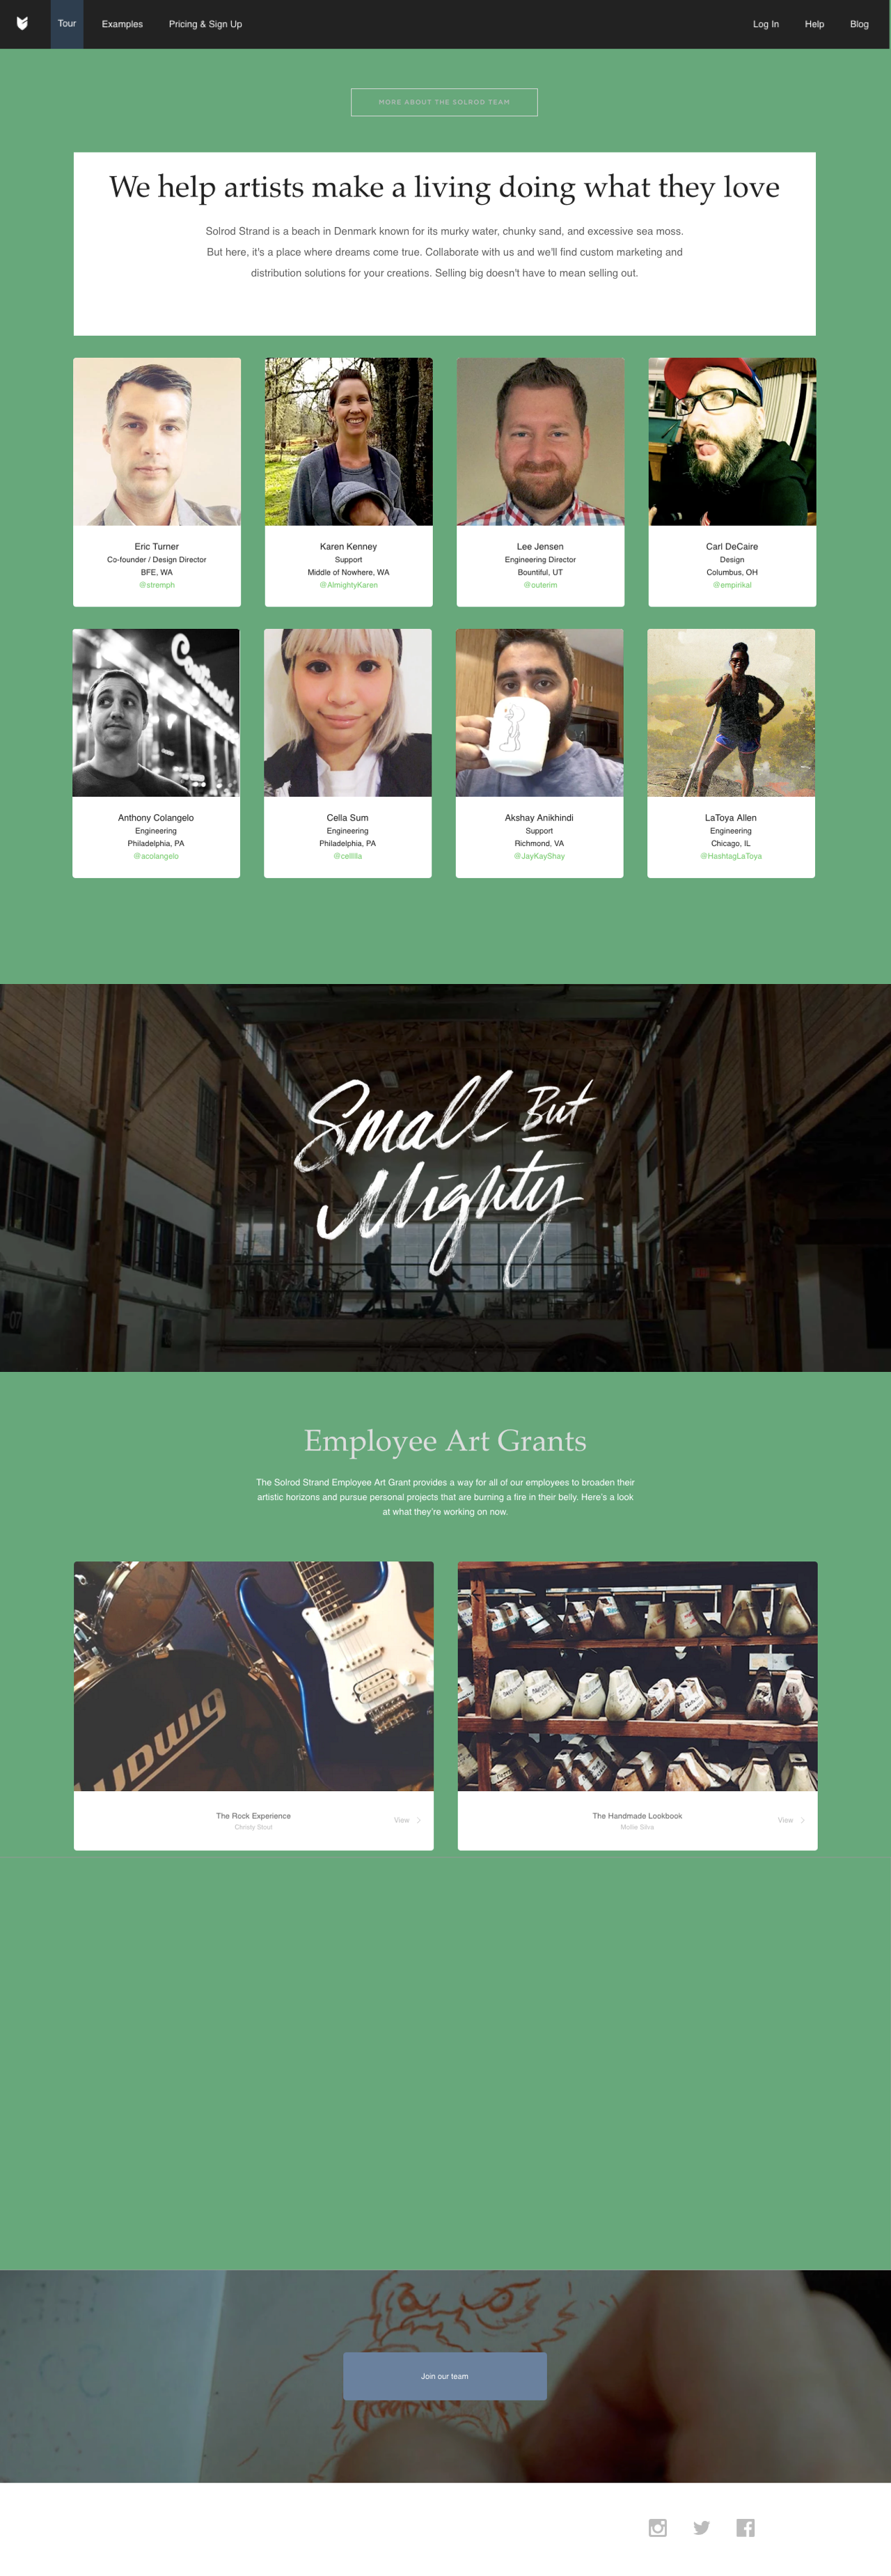 Tour Examples Pricing & Sign Up Log In Help Blog
MORE ABOUT THE SOLROD TEAM
We help artists make a living doing what they love
Solrod Strand is a beach in Denmark known for its murky water, chunky sand, and excessive sea moss.
But here, it's a place where dreams come true. Collaborate with us and we'll find custom marketing and
distribution solutions for your creations. Selling big doesn't have to mean selling out.
Eric Turner
Co-founder / Design Director
BFE, WA
@stremph
Karen Kenney
Support
Middle of Nowhere, WA
@AlmightyKaren
Lee Jensen
Engineering Director
Bountiful, UT
@outerim
Carl DeCaire
Design
Columbus, OH
@empirikal
Anthony Colangelo
Engineering
Philadelphia, PA
@acolangelo
Cella Sum
Engineering
Philadelphia, PA
@cellllla
Akshay Anikhindi
Support
Richmond. VA
@JayKayShay
LaToya Allen
Engineering
Chicago, IL
@HashtagLaToya
Small But
Mighty
Employee Art Grants
The Solrod Strand Employee Art Grant provides a way for all of our employees to broaden their
artistic horizons and pursue personal projects that are burning a fire in their belly. Here's a look
at what they're working on now.
UDWIG
The Rock Experience
Christy Stout
View
The Handmade Lookbook
Mollie Silva
View
Join our team